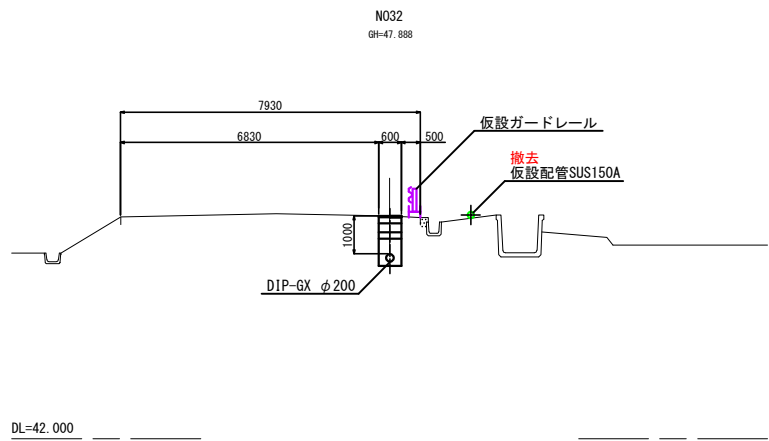 NO32
GH=47.888
7930
6830
600
500
仮設ガードレール
撤去
仮設配管SUS150A
1000
DIP-GX φ200
DL=42.000